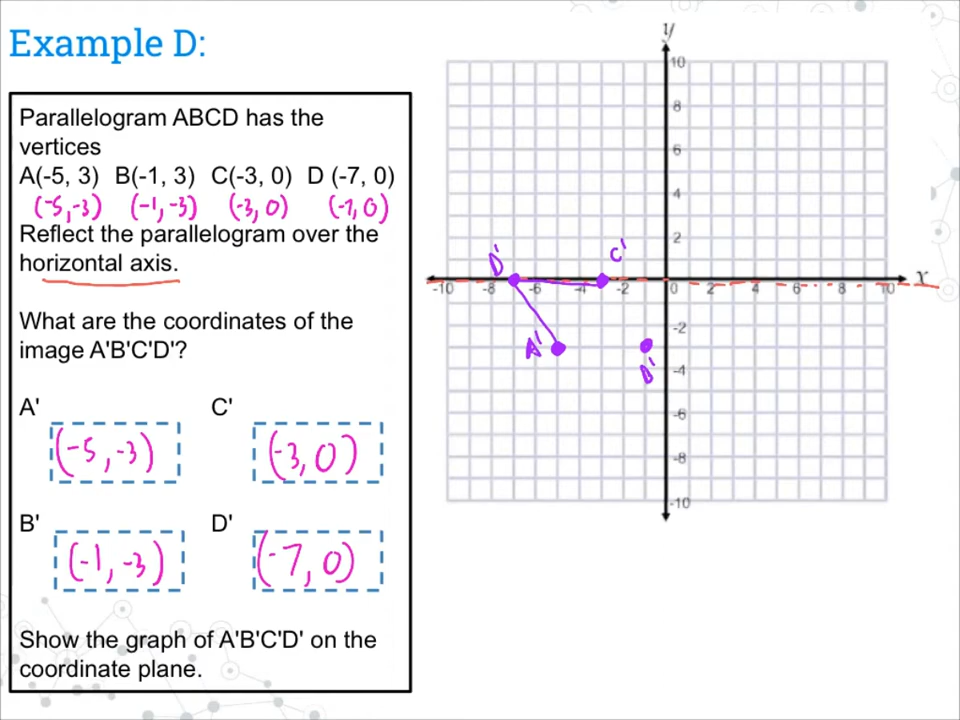 Example D:
Parallelogram ABCD has the
vertices
A(-5, 3) B(-1, 3) C(-3, 0) D (-7, 0)
(-5,-3) (-1,-3) (-3, 0) (-7, 0)
Reflect the parallelogram over the
horizontal axis.
What are the coordinates of the
image A'B'C'D'?
A' C'
(-5, -3) (-3, 0)
B' D'
(-1, -3) (-7, 0)
Show the graph of A'B'C'D' on the
coordinate plane.
y
10
8
6
4
2
D' C'
x
-10 -8 -6 -4 -2 0 2 4 6 8 10
-2
A' B'
-4
-6
-8
-10